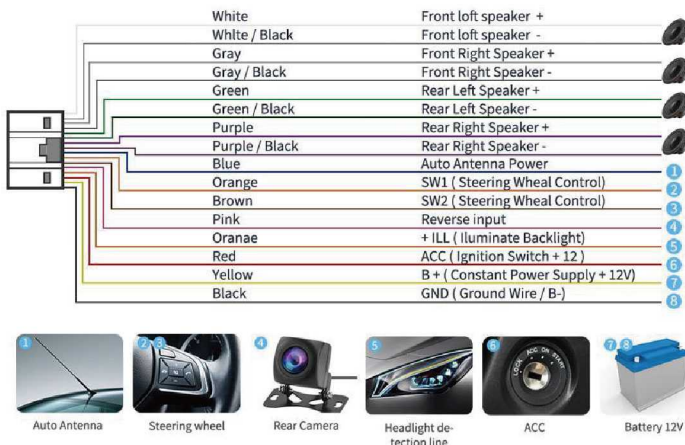 White Front loft speaker +
Whlte / Black Front loft speaker -
Gray Front Right Speaker +
Gray / Black Front Right Speaker -
Green Rear Left Speaker +
Green / Black Rear Left Speaker -
Purple Rear Right Speaker +
Purple / Black Rear Right Speaker -
Blue Auto Antenna Power 1
Orange SW1 ( Steering Wheal Control) 2
Brown SW2 ( Steering Wheal Control) 3
Pink Reverse input 4
Oranae + ILL ( Iluminate Backlight) 5
Red ACC ( Ignition Switch + 12 ) 6
Yellow B + ( Constant Power Supply + 12V) 7
Black GND ( Ground Wire / B-) 8
1 2 3 4 5 6 7 8
LOCK ACC ON START
Auto Antenna Steering wheel Rear Camera Headlight de- ACC Battery 12V
tection line